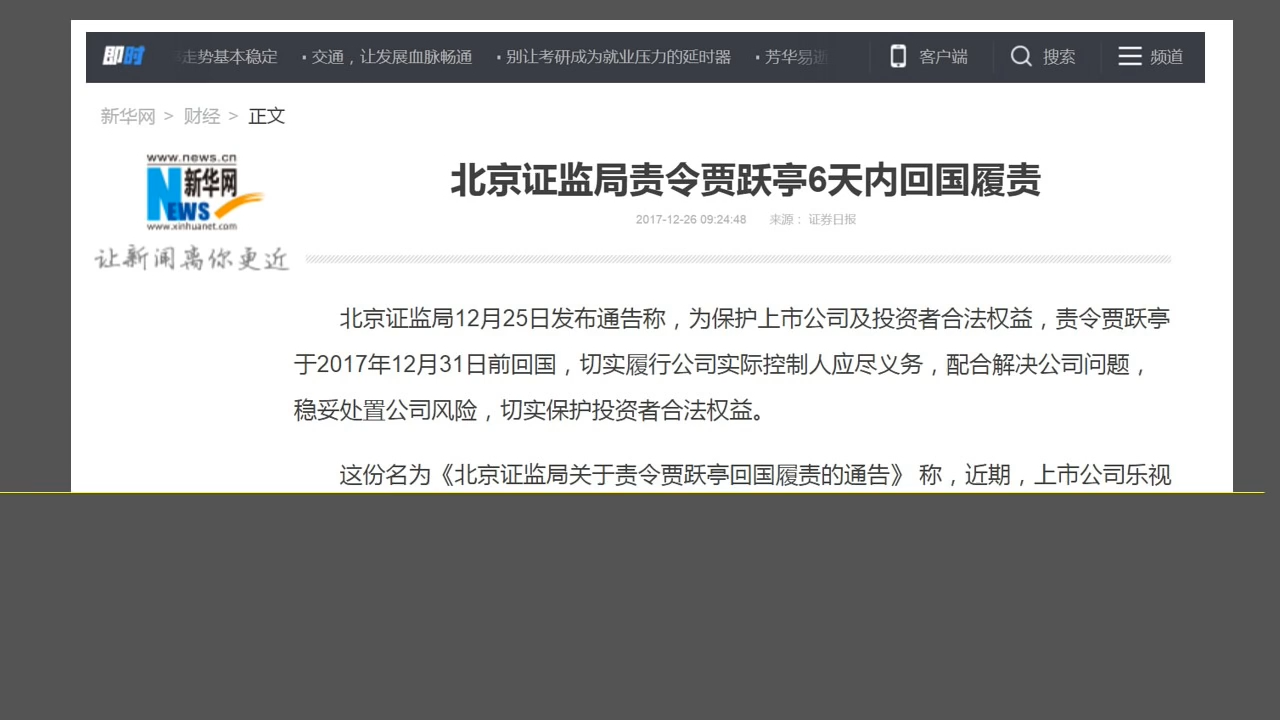 即时
走势基本稳定 ▪ 交通，让发展血脉畅通 ▪ 别让考研成为就业压力的延时器 ▪ 芳华易逝 客户端 搜索 频道
新华网 > 财经 > 正文
www.news.cn
新华网
NEWS
www.xinhuanet.com
让新闻离你更近
北京证监局责令贾跃亭6天内回国履责
2017-12-26 09:24:48 来源： 证券日报
北京证监局12月25日发布通告称，为保护上市公司及投资者合法权益，责令贾跃亭
于2017年12月31日前回国，切实履行公司实际控制人应尽义务，配合解决公司问题，
稳妥处置公司风险，切实保护投资者合法权益。
这份名为《北京证监局关于责令贾跃亭回国履责的通告》 称，近期，上市公司乐视